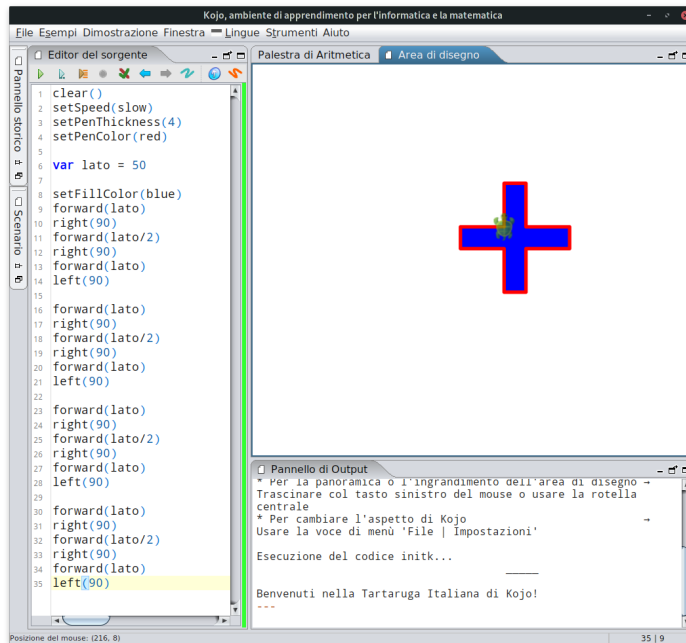 Kojo, ambiente di apprendimento per l'informatica e la matematica
File Esempi Dimostrazione Finestra Lingue Strumenti Aiuto
Pannello storico
Scenario
Editor del sorgente
1 clear()
2 setSpeed(slow)
3 setPenThickness(4)
4 setPenColor(red)
5
6 var lato = 50
7
8 setFillColor(blue)
9 forward(lato)
10 right(90)
11 forward(lato/2)
12 right(90)
13 forward(lato)
14 left(90)
15
16 forward(lato)
17 right(90)
18 forward(lato/2)
19 right(90)
20 forward(lato)
21 left(90)
22
23 forward(lato)
24 right(90)
25 forward(lato/2)
26 right(90)
27 forward(lato)
28 left(90)
29
30 forward(lato)
31 right(90)
32 forward(lato/2)
33 right(90)
34 forward(lato)
35 left(90)
Palestra di Aritmetica Area di disegno
Pannello di Output
* Per la panoramica o l'ingrandimento dell'area di disegno →
Trascinare col tasto sinistro del mouse o usare la rotella
centrale
* Per cambiare l'aspetto di Kojo →
Usare la voce di menù 'File | Impostazioni'
Esecuzione del codice initk...
_____
Benvenuti nella Tartaruga Italiana di Kojo!
---
Posizione del mouse: (216, 8)
35 | 9